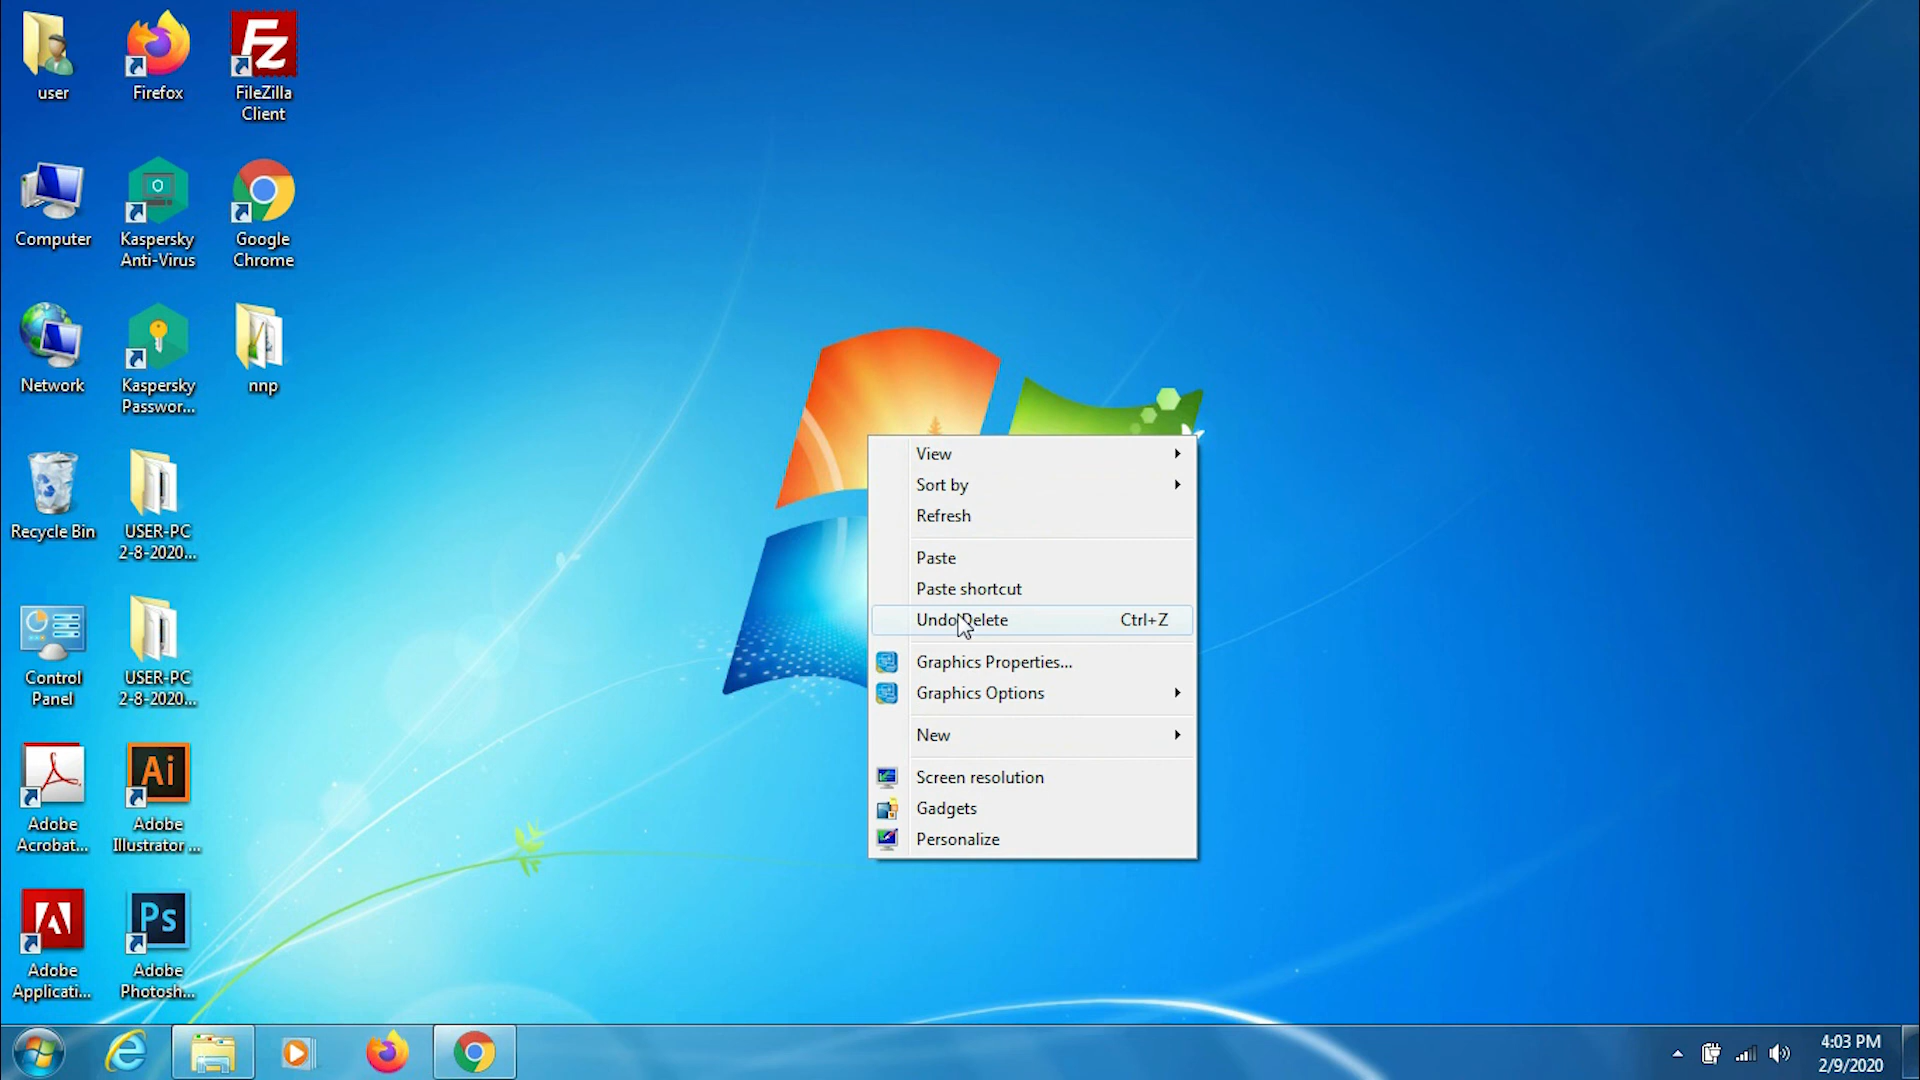 user
Firefox
FileZilla
Client
Computer
Kaspersky
Anti-Virus
Google
Chrome
Network
Kaspersky
Passwor...
nnp
Recycle Bin
USER-PC
2-8-2020...
Control
Panel
USER-PC
2-8-2020...
Adobe
Acrobat...
Ai
Adobe
Illustrator ...
Adobe
Applicati...
Ps
Adobe
Photosh...
Fz
View
Sort by
Refresh
Paste
Paste shortcut
Undo Delete Ctrl+Z
Graphics Properties...
Graphics Options
New
Screen resolution
Gadgets
Personalize
4:03 PM
2/9/2020